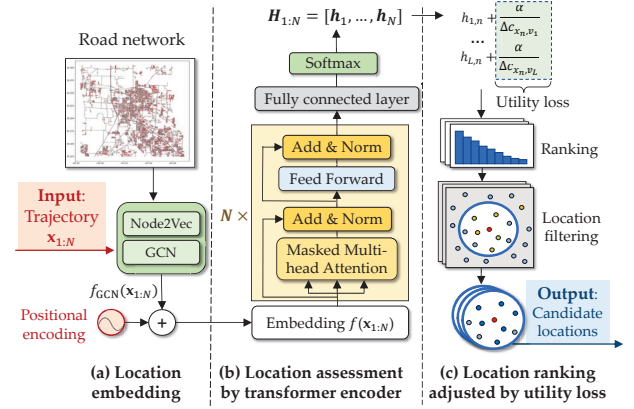 Road network
Input:
Trajectory
x1:N
Node2Vec
GCN
fGCN(x1:N)
Positional
encoding
+
(a) Location
embedding
H1:N = [h1, ..., hN]
Softmax
Fully connected layer
Add & Norm
Feed Forward
N ×
Add & Norm
Masked Multi-
head Attention
Embedding f(x1:N)
(b) Location assessment
by transformer encoder
h1,n + α / Δcxn,v1
...
hL,n + α / Δcxn,vL
Utility loss
Ranking
Location
filtering
Output:
Candidate
locations
(c) Location ranking
adjusted by utility loss